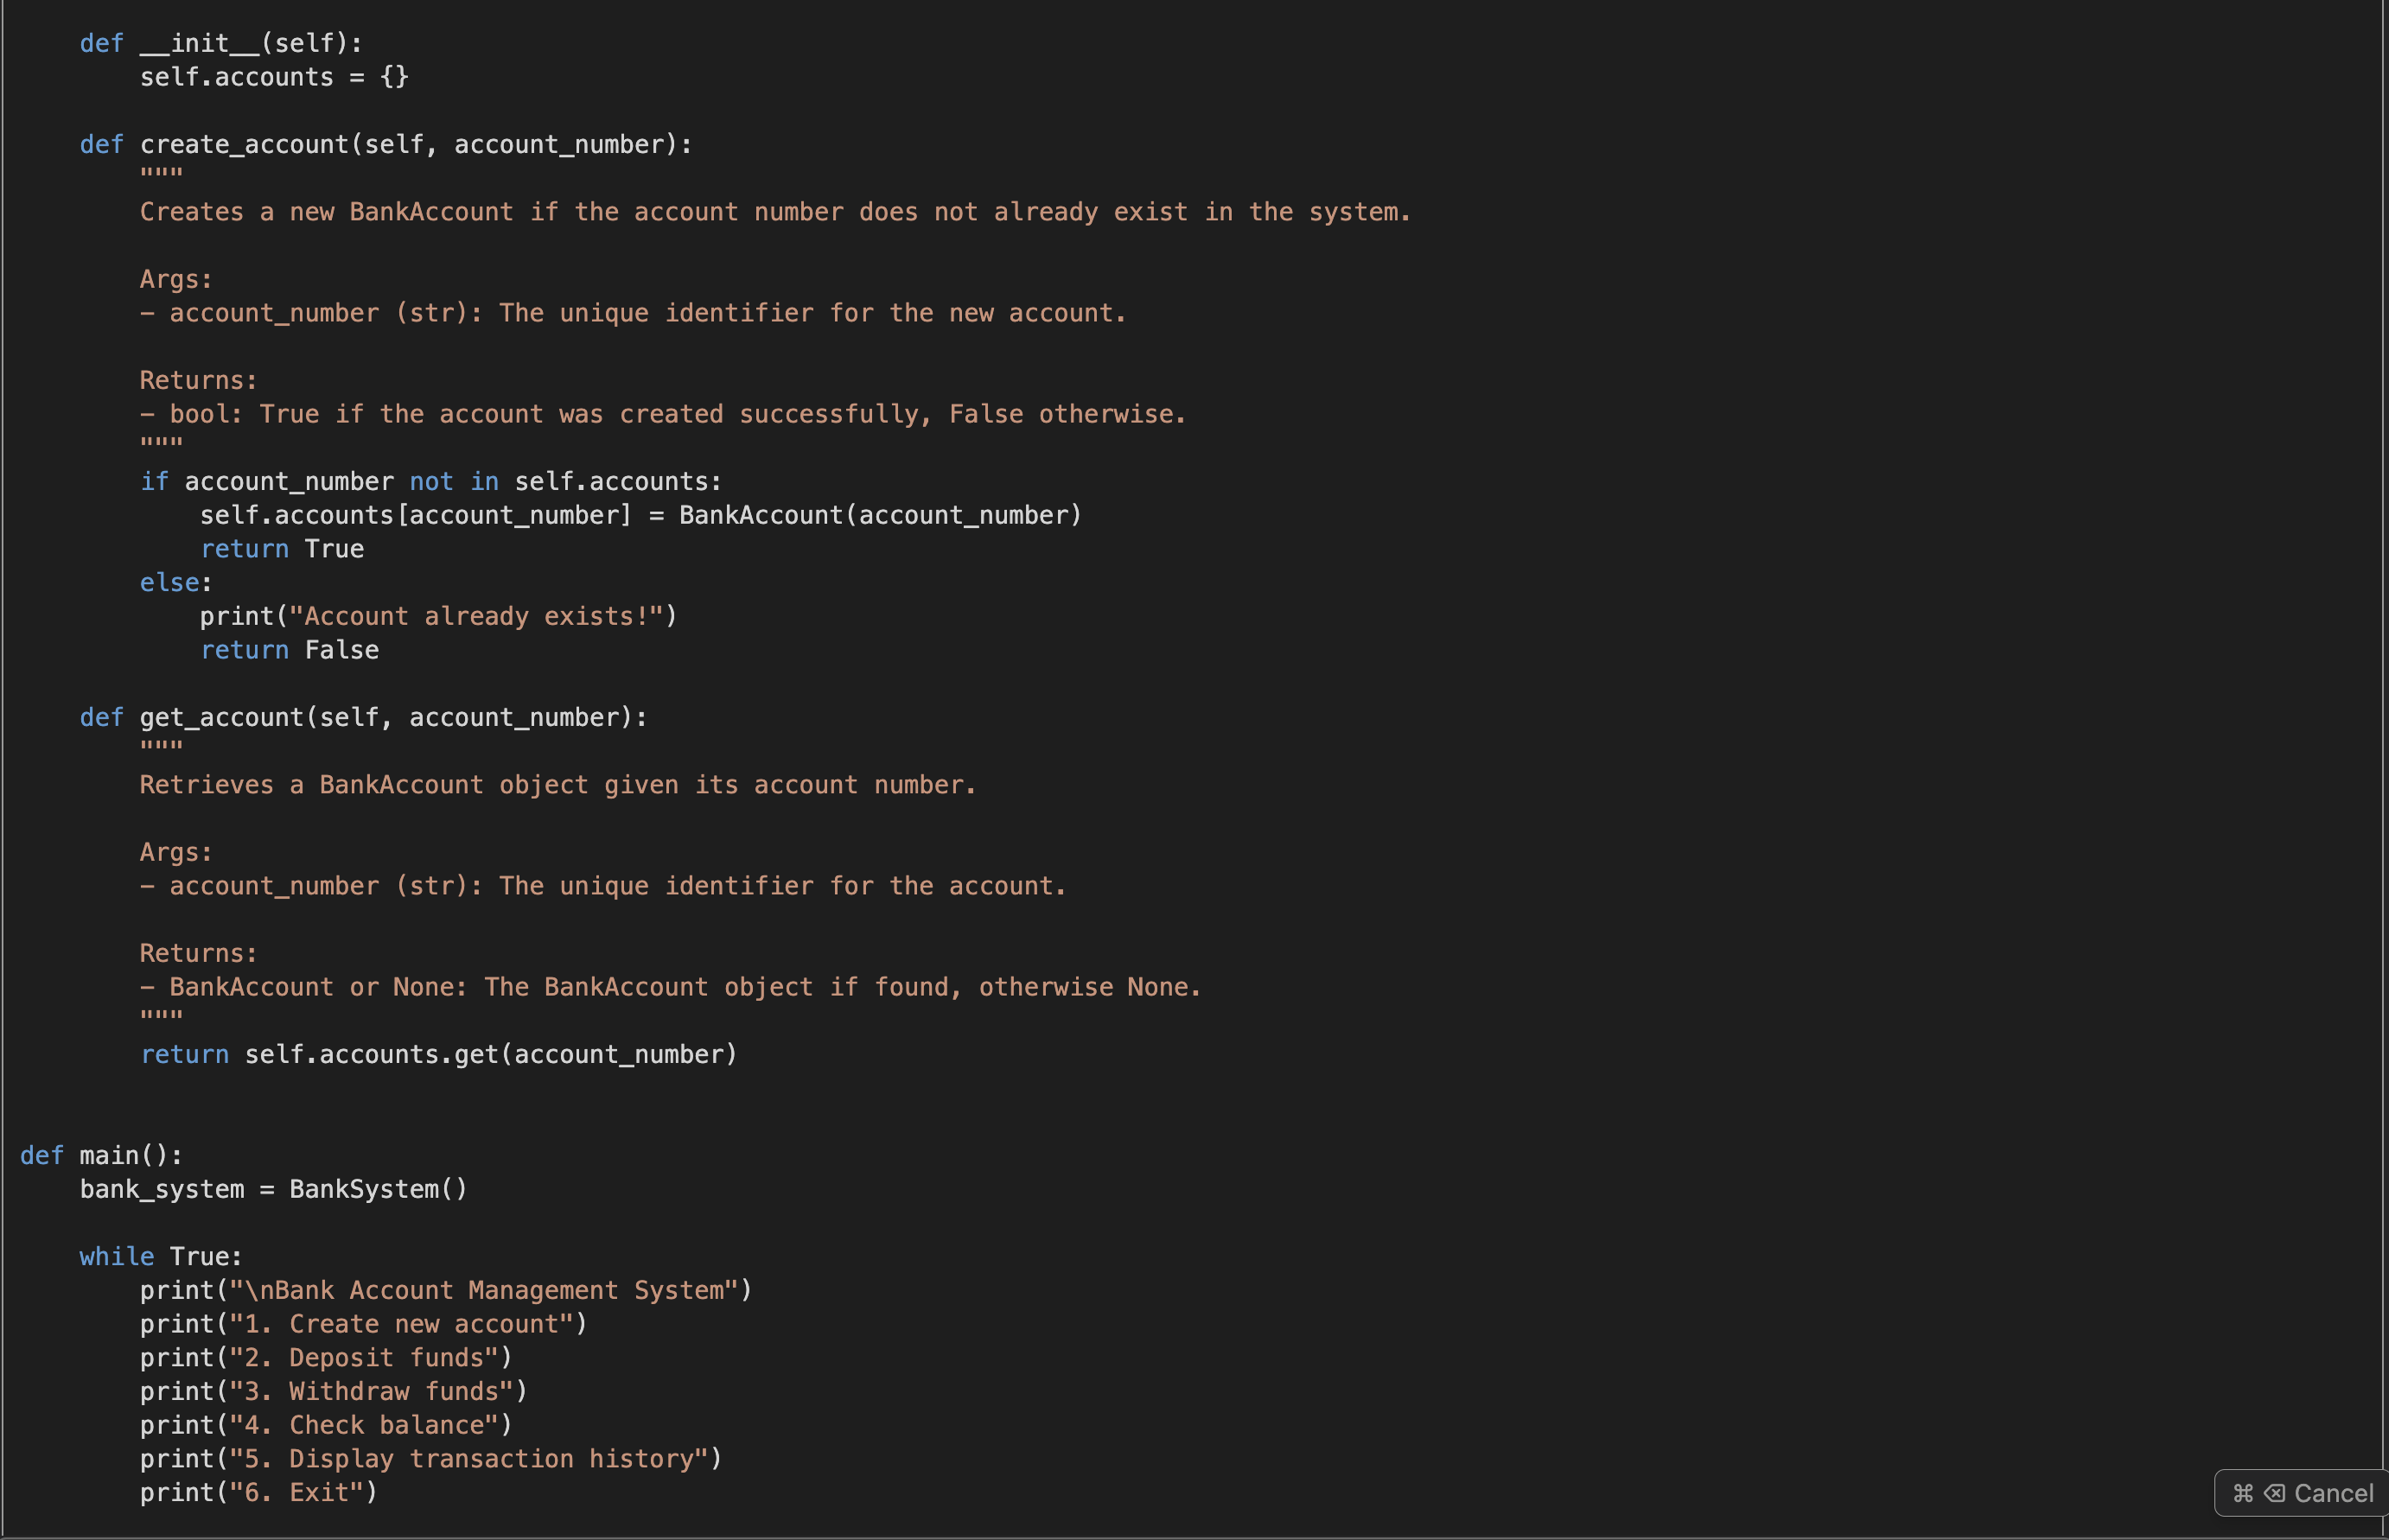 def __init__(self):
        self.accounts = {}

    def create_account(self, account_number):
        """
        Creates a new BankAccount if the account number does not already exist in the system.

        Args:
        – account_number (str): The unique identifier for the new account.

        Returns:
        – bool: True if the account was created successfully, False otherwise.
        """
        if account_number not in self.accounts:
            self.accounts[account_number] = BankAccount(account_number)
            return True
        else:
            print("Account already exists!")
            return False

    def get_account(self, account_number):
        """
        Retrieves a BankAccount object given its account number.

        Args:
        – account_number (str): The unique identifier for the account.

        Returns:
        – BankAccount or None: The BankAccount object if found, otherwise None.
        """
        return self.accounts.get(account_number)


def main():
    bank_system = BankSystem()

    while True:
        print("\nBank Account Management System")
        print("1. Create new account")
        print("2. Deposit funds")
        print("3. Withdraw funds")
        print("4. Check balance")
        print("5. Display transaction history")
        print("6. Exit")
⌘ ⌫ Cancel